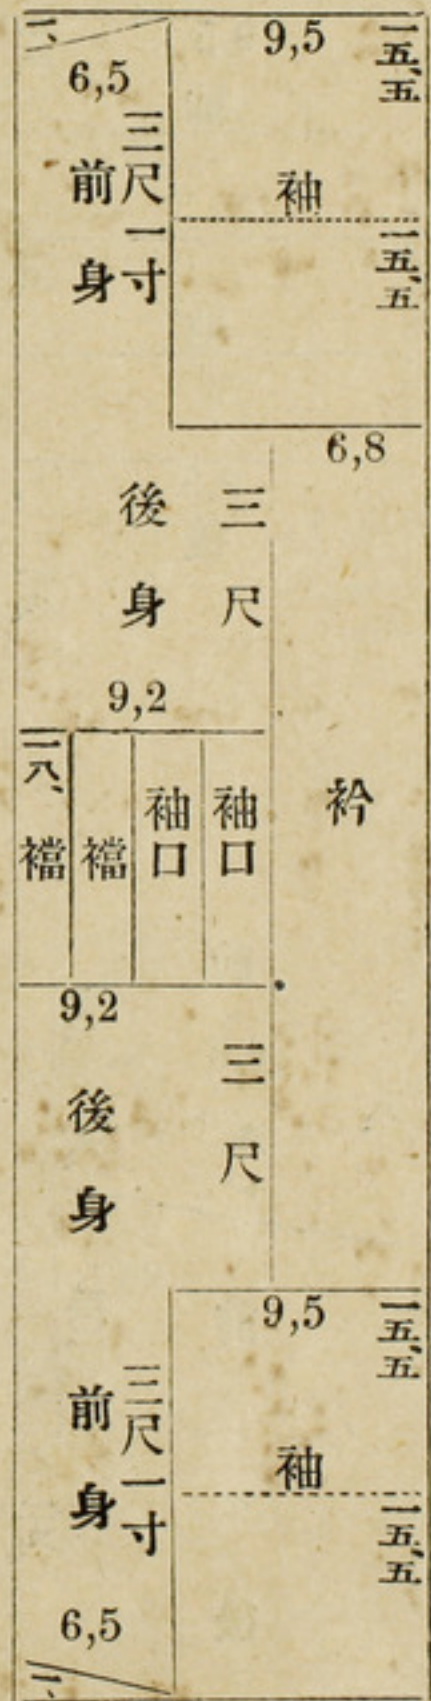 一、
6,5
三尺一寸
前身
9,5
一五、五
袖
一五、五
6,8
後身
三尺
9,2
衿
一八、
襠
襠
袖口
袖口
9,2
後身
三尺
9,5
一五、五
袖
一五、五
三尺一寸
前身
6,5
一、